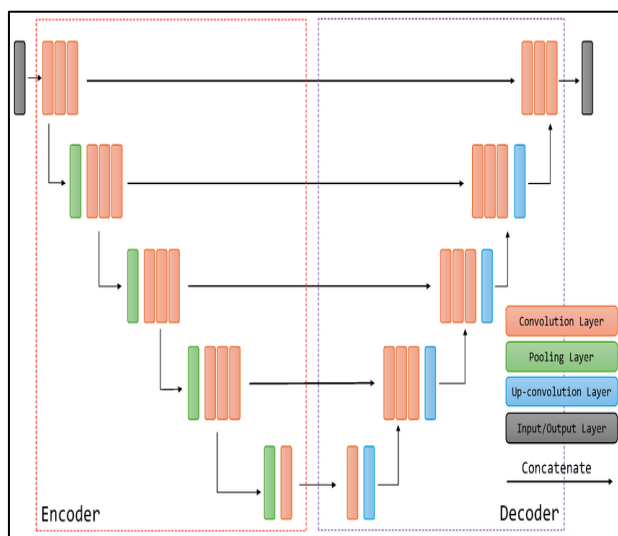 Convolution Layer
Pooling Layer
Up-convolution Layer
Input/Output Layer
Concatenate
Encoder
Decoder